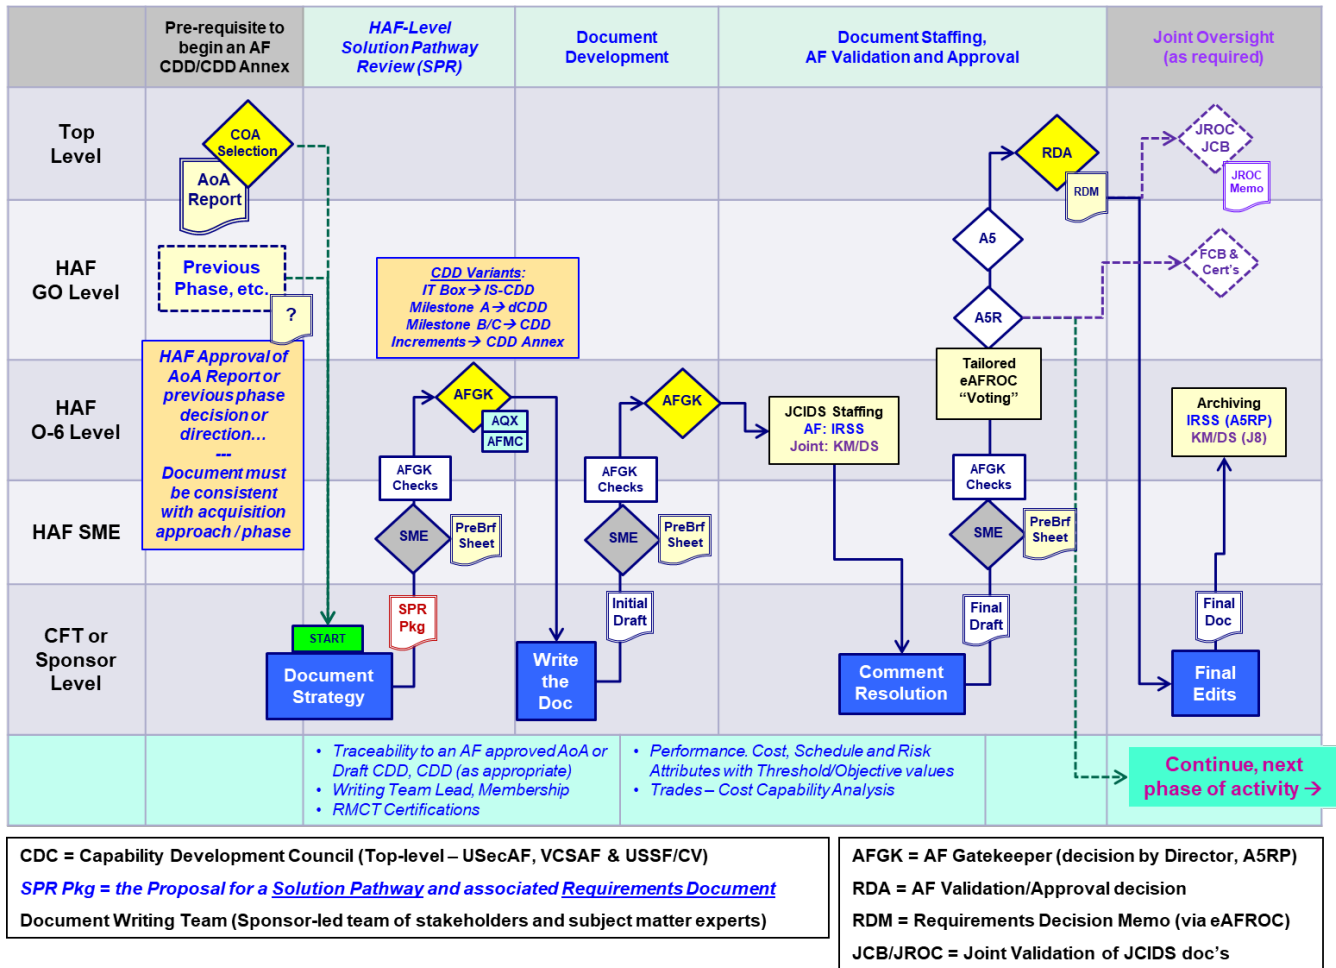 Pre-requisite to
begin an AF
CDD/CDD Annex
HAF-Level
Solution Pathway
Review (SPR)
Document
Development
Document Staffing,
AF Validation and Approval
Joint Oversight
(as required)
Top
Level
COA
Selection
AoA
Report
RDA
RDM
JROC
JCB
JROC
Memo
HAF
GO Level
Previous
Phase, etc.
?
CDD Variants:
IT Box→ IS-CDD
Milestone A→ dCDD
Milestone B/C→ CDD
Increments→ CDD Annex
A5
A5R
FCB &
Cert's
HAF Approval of
AoA Report or
previous phase
decision or
direction…
---
Document must
be consistent
with acquisition
approach / phase
HAF
O-6 Level
AFGK
AQX
AFMC
AFGK
Checks
AFGK
AFGK
Checks
JCIDS Staffing
AF: IRSS
Joint: KM/DS
Tailored
eAFROC
“Voting”
AFGK
Checks
Archiving
IRSS (A5RP)
KM/DS (J8)
HAF SME
SME
PreBrf
Sheet
SME
PreBrf
Sheet
SME
PreBrf
Sheet
CFT or
Sponsor
Level
START
Document
Strategy
SPR
Pkg
Write
the
Doc
Initial
Draft
Comment
Resolution
Final
Draft
Final
Doc
Final
Edits
• Traceability to an AF approved AoA or
Draft CDD, CDD (as appropriate)
• Writing Team Lead, Membership
• RMCT Certifications
• Performance. Cost, Schedule and Risk
Attributes with Threshold/Objective values
• Trades – Cost Capability Analysis
Continue, next
phase of activity →
CDC = Capability Development Council (Top-level – USecAF, VCSAF & USSF/CV)
SPR Pkg = the Proposal for a Solution Pathway and associated Requirements Document
Document Writing Team (Sponsor-led team of stakeholders and subject matter experts)
AFGK = AF Gatekeeper (decision by Director, A5RP)
RDA = AF Validation/Approval decision
RDM = Requirements Decision Memo (via eAFROC)
JCB/JROC = Joint Validation of JCIDS doc's